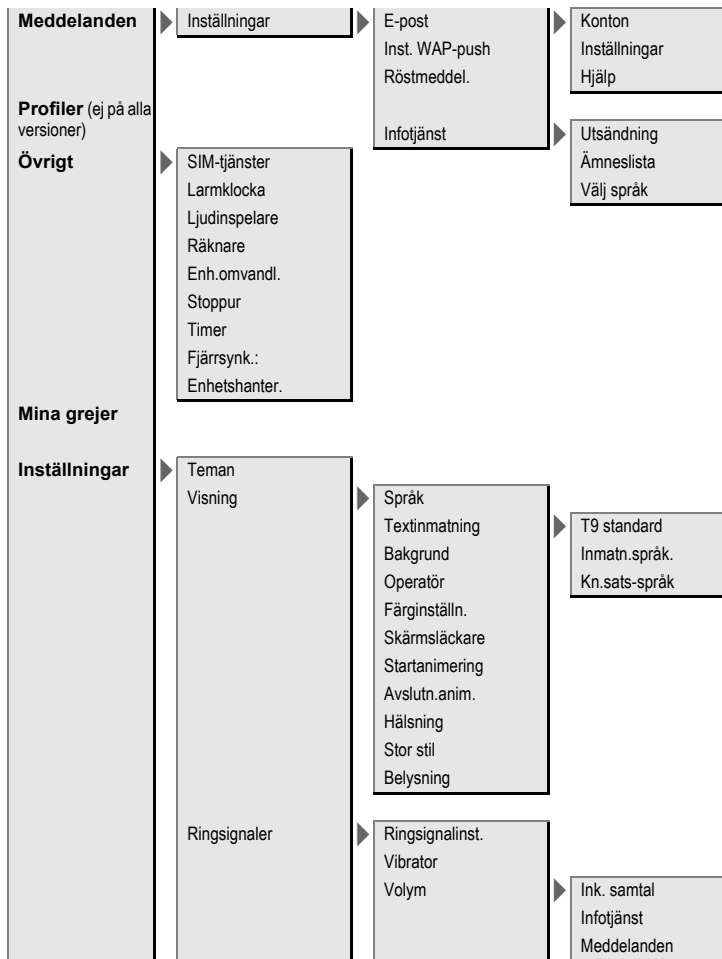 Meddelanden
Inställningar
E-post
Konton
Inst. WAP-push
Inställningar
Röstmeddel.
Hjälp
Profiler (ej på alla
versioner)
Infotjänst
Utsändning
Övrigt
SIM-tjänster
Ämneslista
Larmklocka
Välj språk
Ljudinspelare
Räknare
Enh.omvandl.
Stoppur
Timer
Fjärrsynk.:
Enhetshanter.
Mina grejer
Inställningar
Teman
Visning
Språk
Textinmatning
T9 standard
Bakgrund
Inmatn.språk.
Operatör
Kn.sats-språk
Färginställn.
Skärmsläckare
Startanimering
Avslutn.anim.
Hälsning
Stor stil
Belysning
Ringsignaler
Ringsignalinst.
Vibrator
Volym
Ink. samtal
Infotjänst
Meddelanden